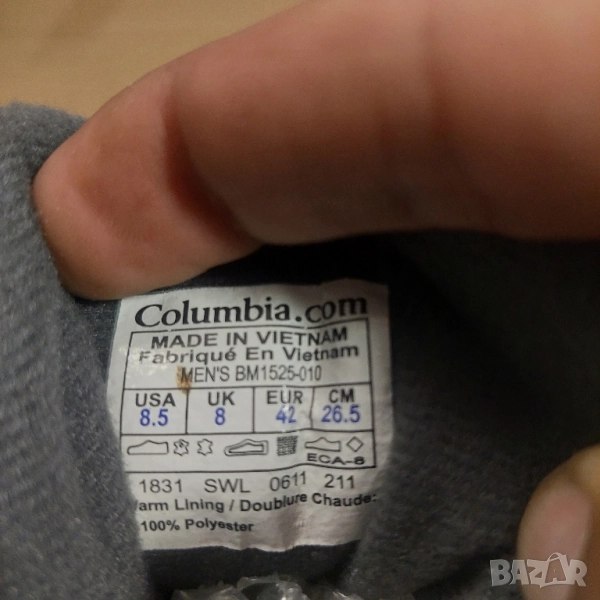 Columbia.com
MADE IN VIETNAM
Fabriqué En Vietnam
MEN'S BM1525-010
USA UK EUR CM
8.5 8 42 26.5
ECA-8
1831 SWL 0611 211
Warm Lining / Doublure Chaude:
100% Polyester
BAZAR